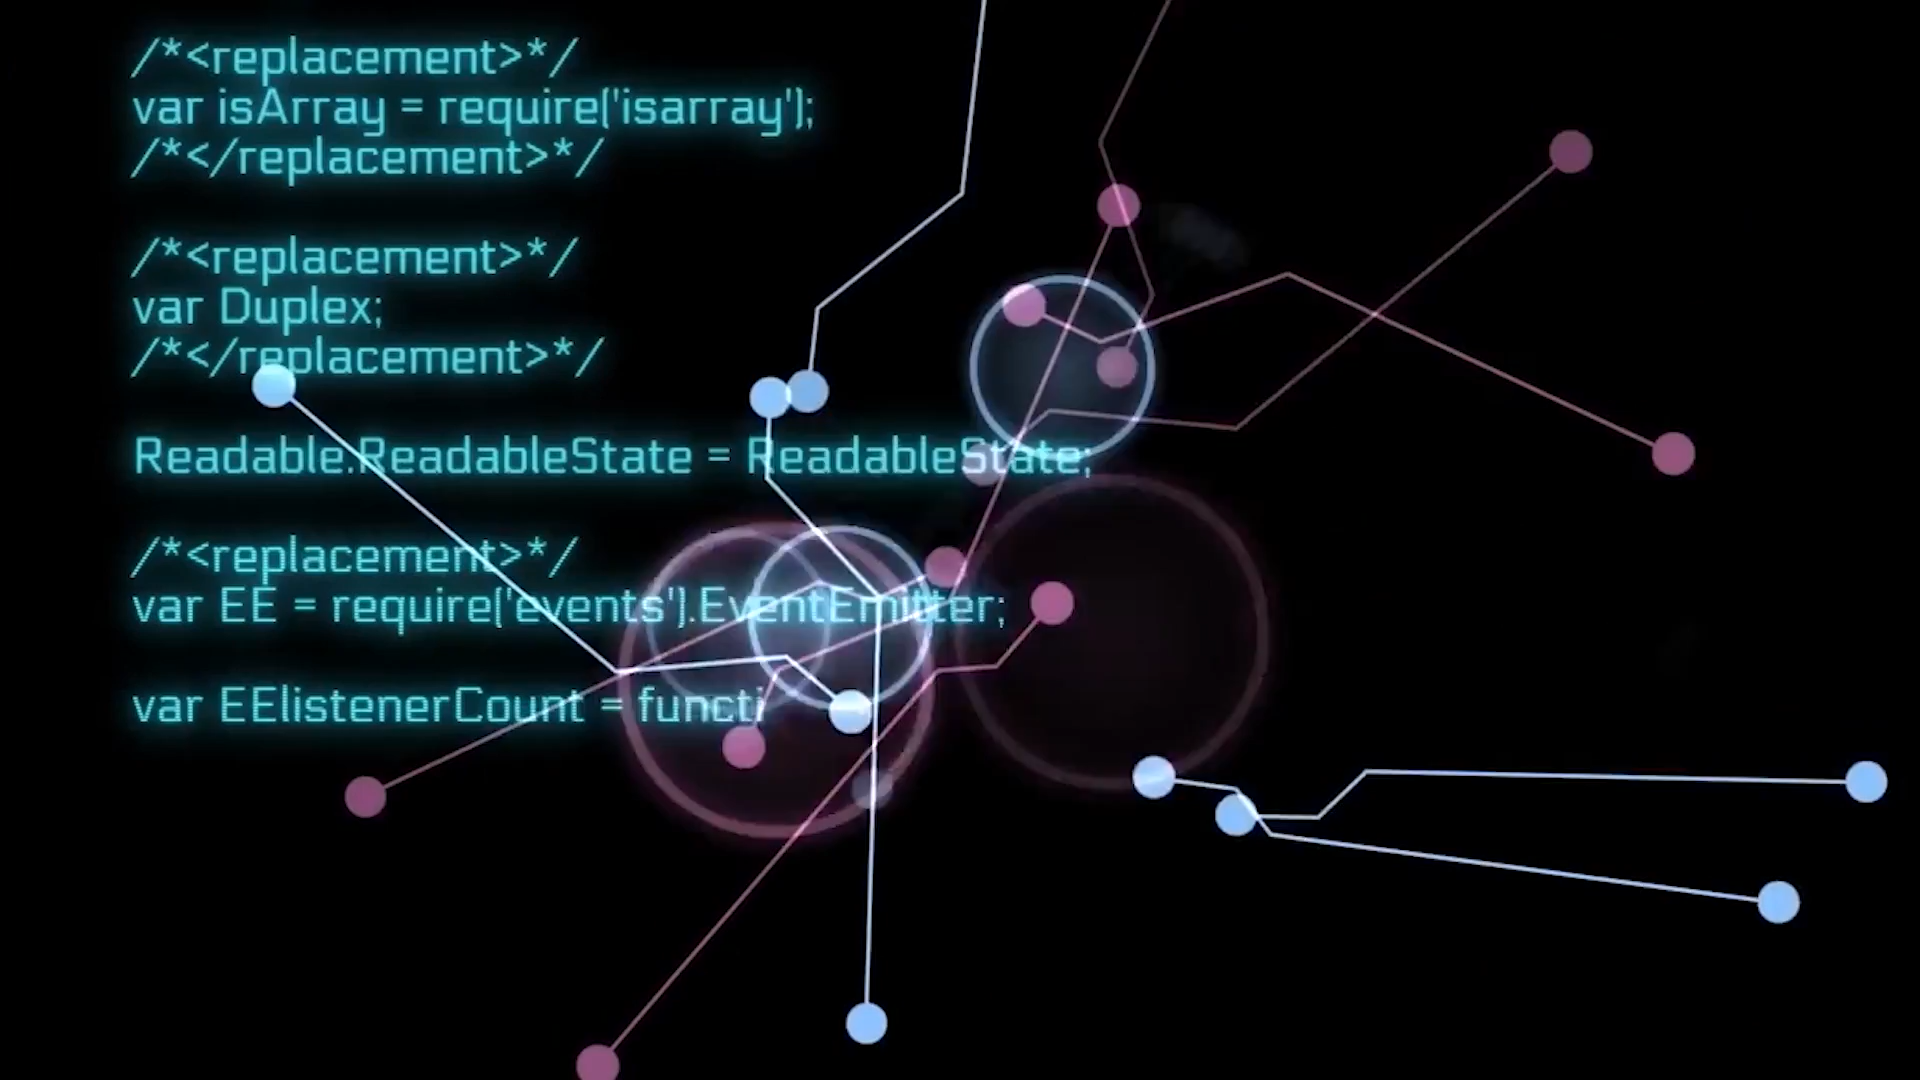 /*<replacement>*/
var isArray = require('isarray');
/*</replacement>*/
/*<replacement>*/
var Duplex;
/*</replacement>*/
Readable.ReadableState = ReadableState;
/*<replacement>*/
var EE = require('events').EventEmitter;
var EElistenerCount = functi